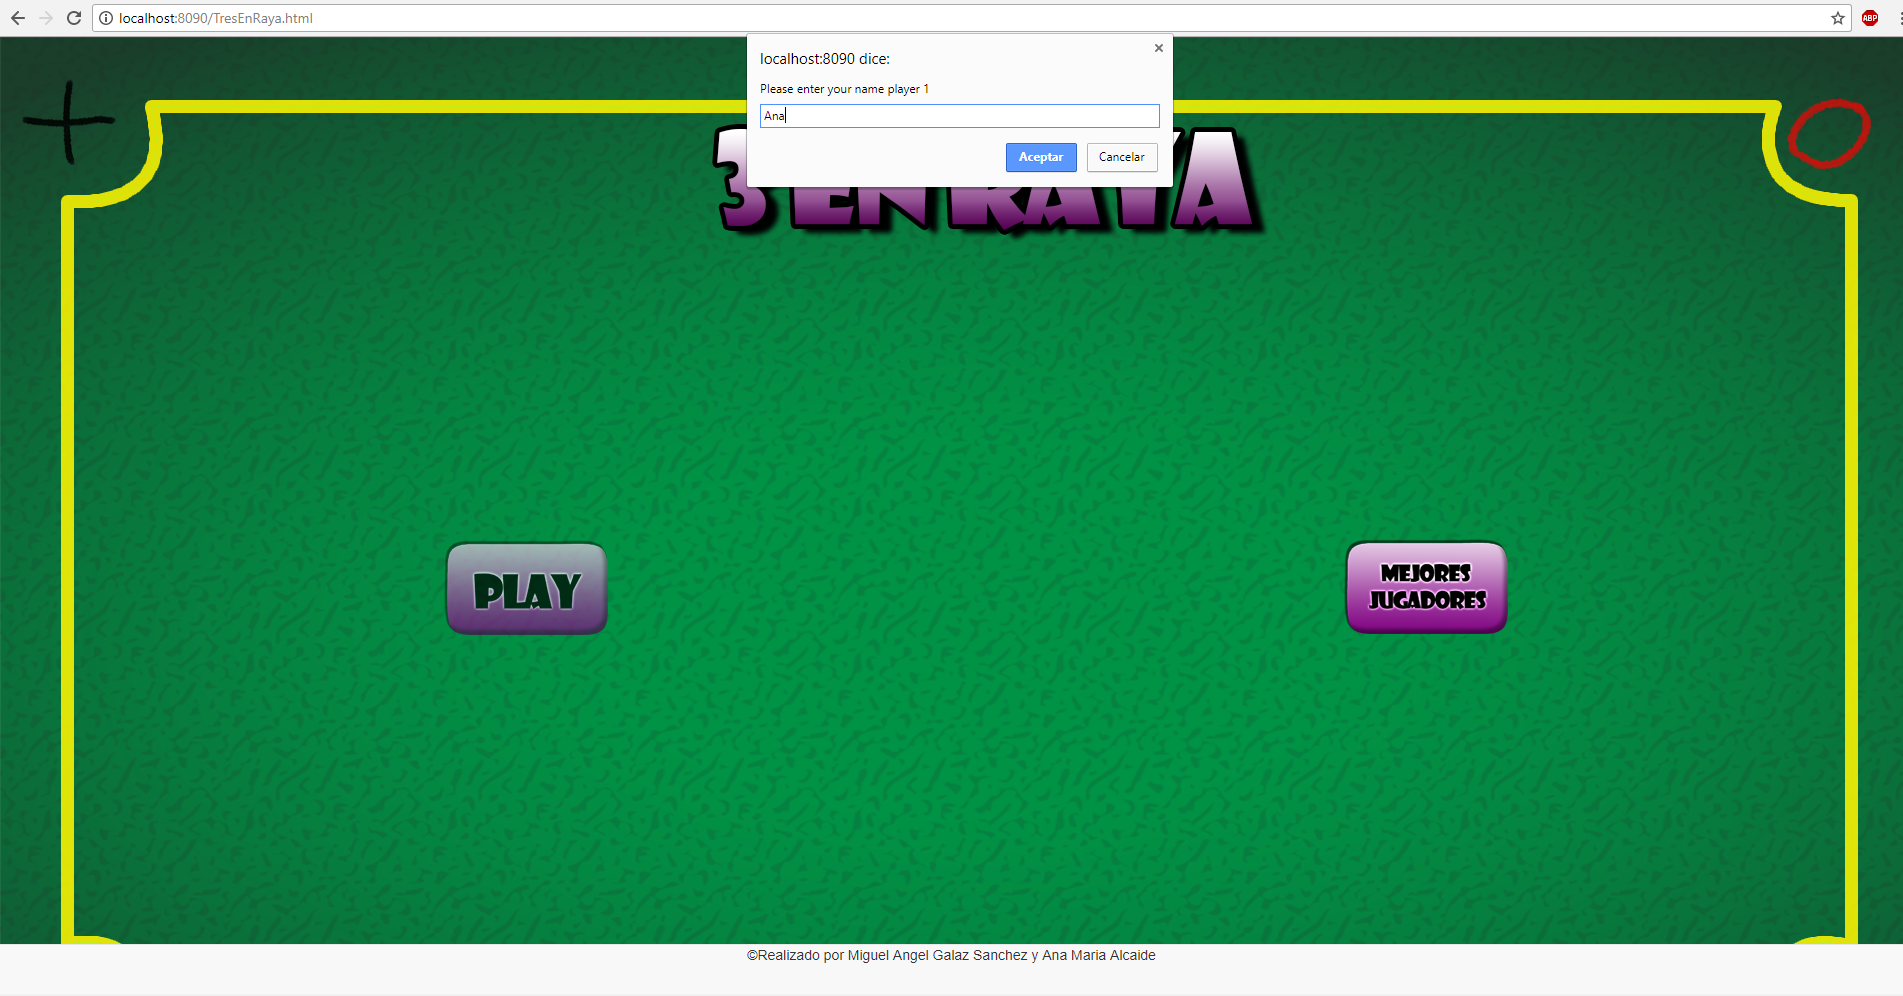 localhost:8090/TresEnRaya.html
ABP
localhost:8090 dice:
Please enter your name player 1
Ana
Aceptar
Cancelar
3 EN RAYA
PLAY
MEJORES
JUGADORES
©Realizado por Miguel Angel Galaz Sanchez y Ana Maria Alcaide